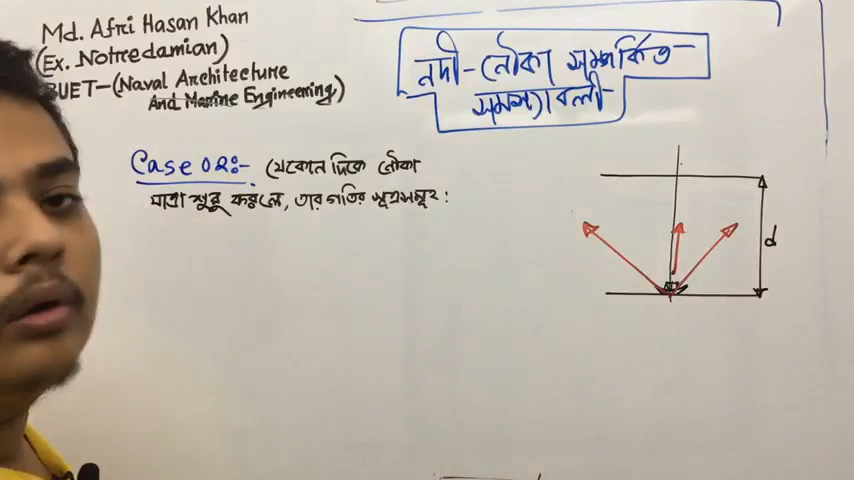 Md. Afri Hasan Khan
(Ex. Notredamian)
BUET-(Naval Architecture
And Marine Engineering)
নদী-নৌকা সম্পর্কিত
সমস্যাবলী
Case 02:- যেকোন দিকে নৌকা
যাত্রা শুরু করলে, তার গতির সূত্রসমূহ:
d